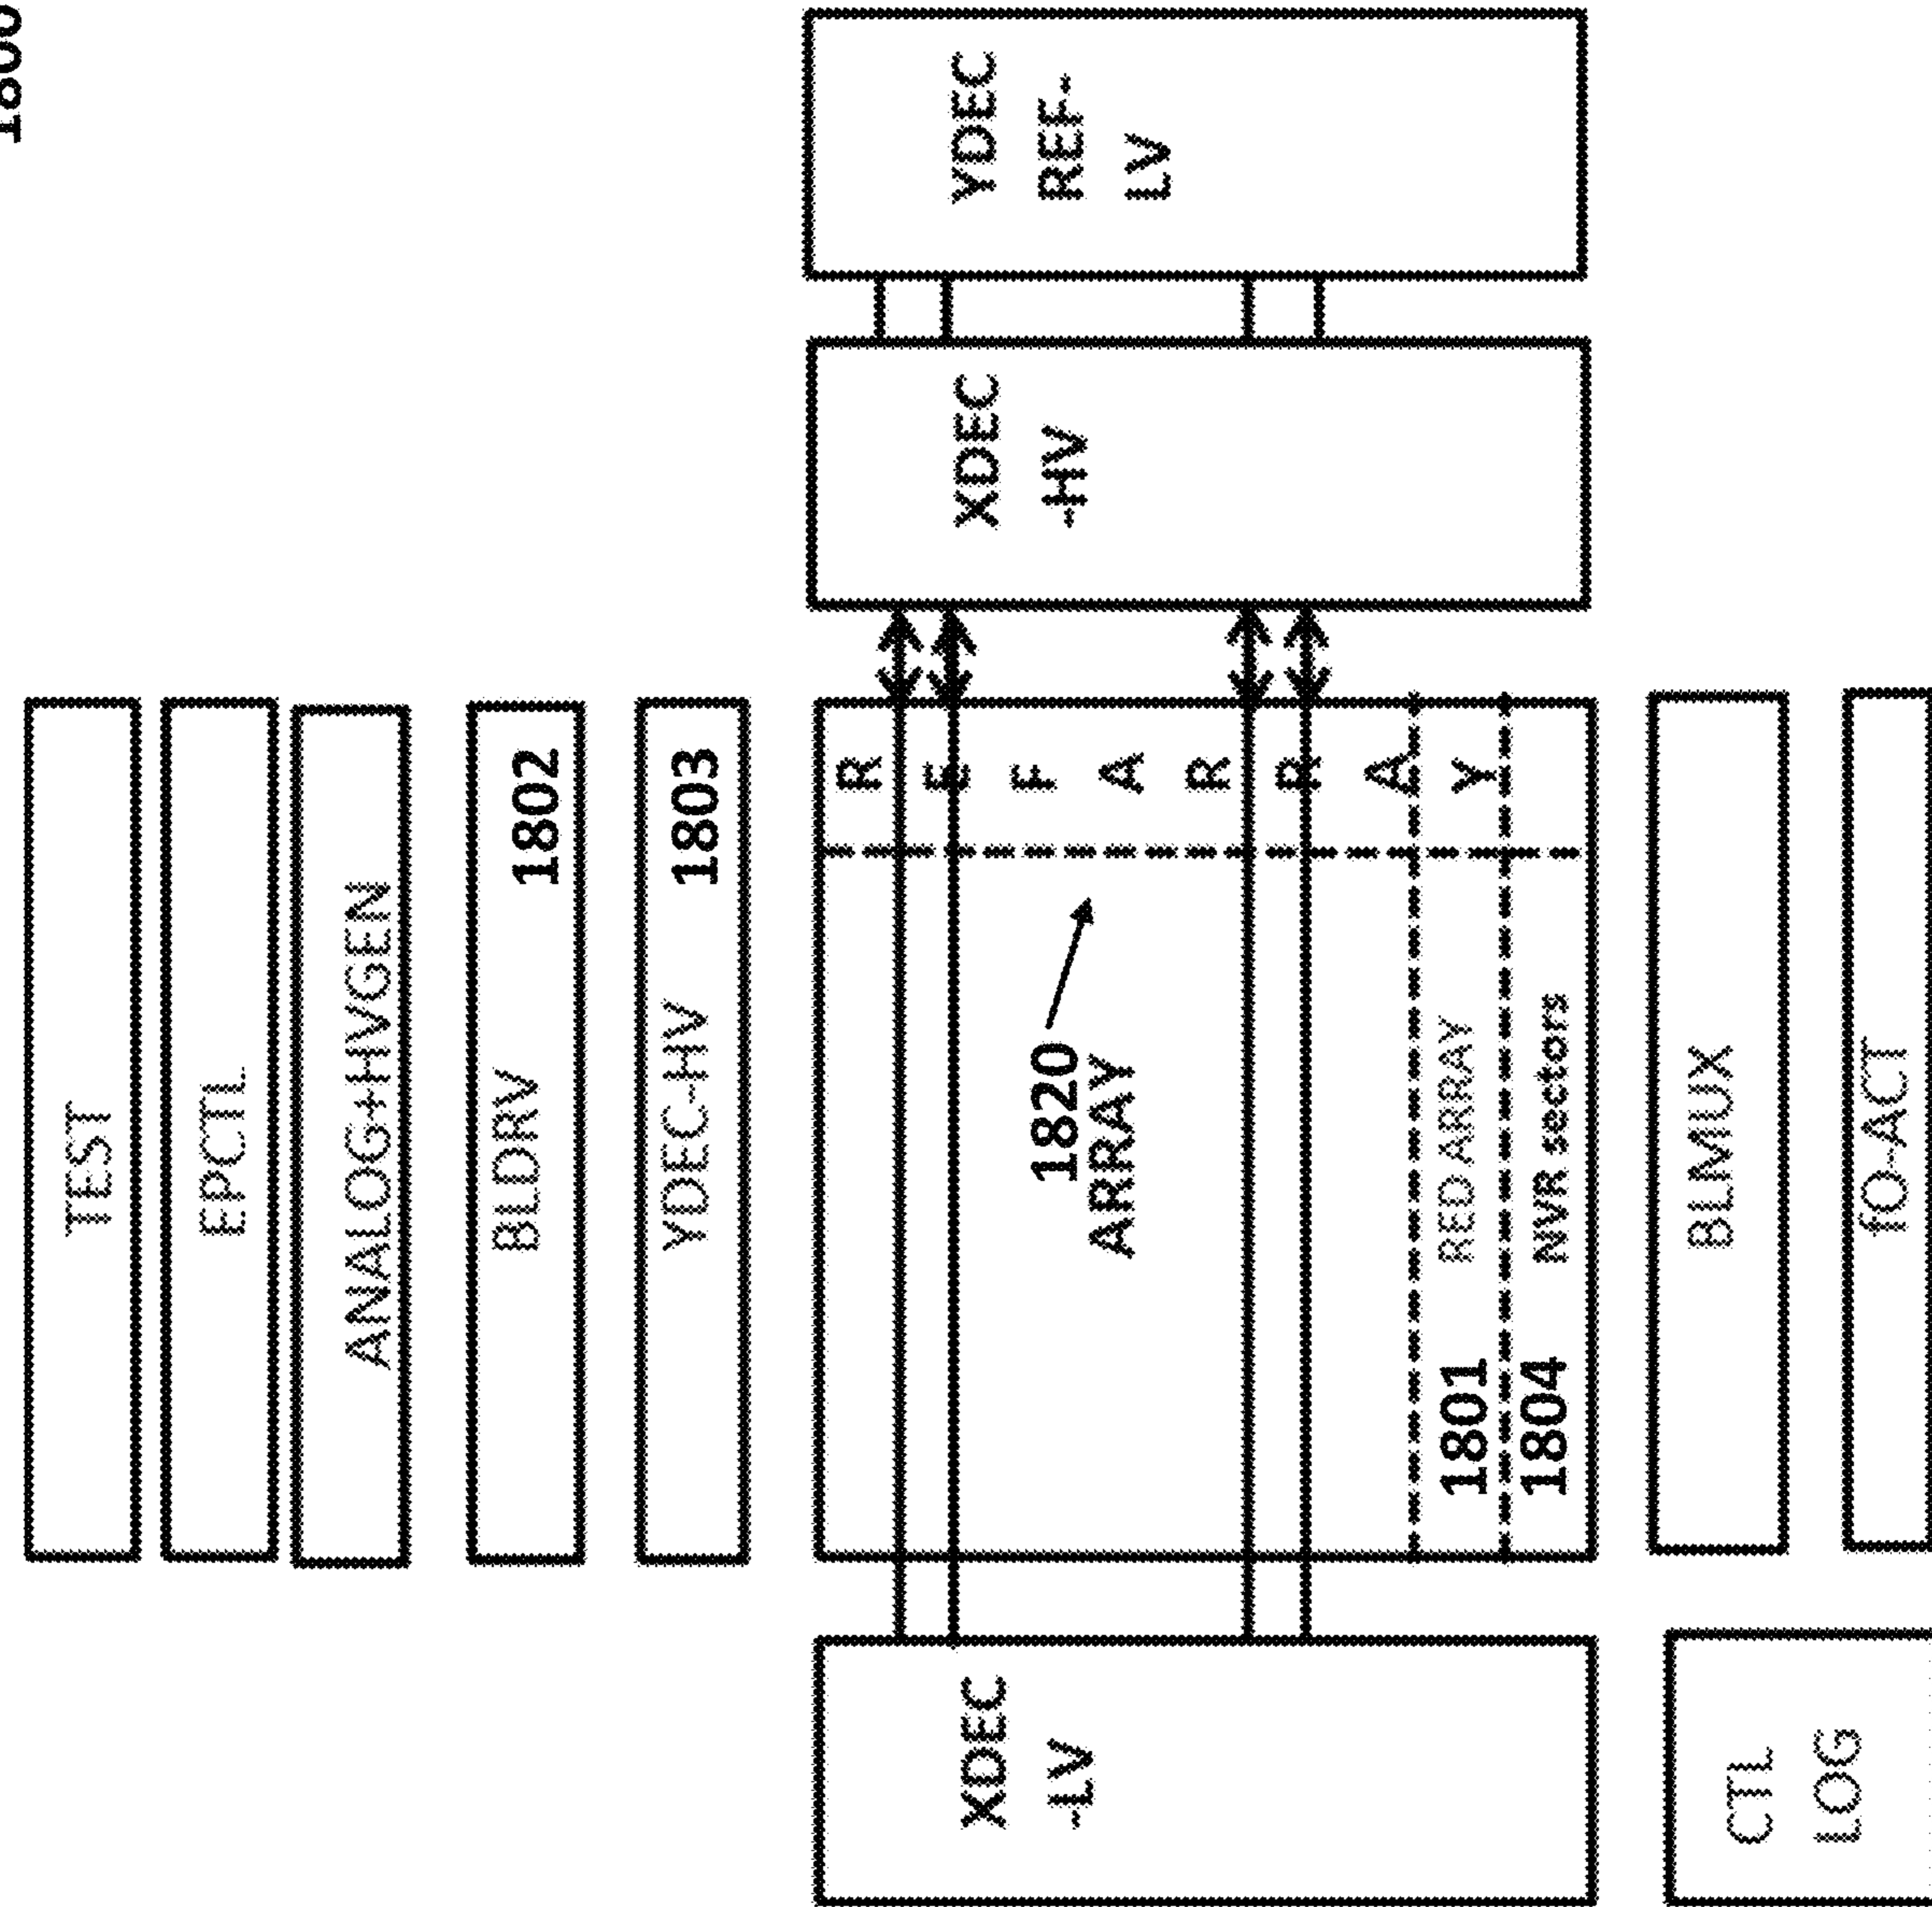 1800
TEST
EPCTL
ANALOG+HVGEN
BLDRV 1802
YDEC-HV 1803
XDEC
-LV
1820
ARRAY
1801 RED ARRAY
1804 NVR sectors
R
E
F
A
R
R
A
Y
XDEC
-HV
YDEC
REF-
LV
CTL
LOG
BLMUX
fO-ACT